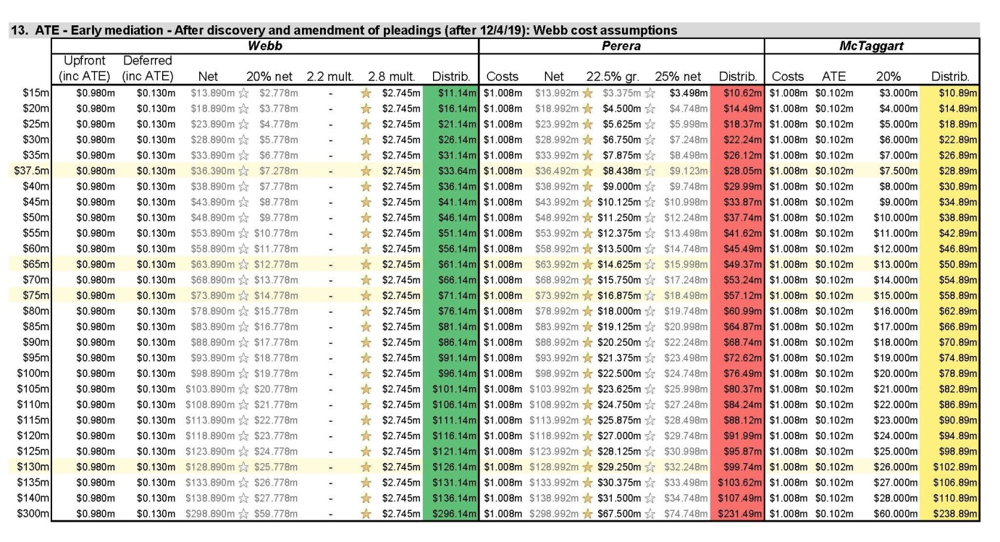 13. ATE - Early mediation - After discovery and amendment of pleadings (after 12/4/19): Webb cost assumptions
Webb Perera McTaggart
Upfront Deferred
(inc ATE) (inc ATE) Net 20% net 2.2 mult. 2.8 mult. Distrib. Costs Net 22.5% gr. 25% net Distrib. Costs ATE 20% Distrib.
$15m $0.980m $0.130m $13.890m $2.778m - $2.745m $11.14m $1.008m $13.992m $3.375m $3.498m $10.62m $1.008m $0.102m $3.000m $10.89m
$20m $0.980m $0.130m $18.890m $3.778m - $2.745m $16.14m $1.008m $18.992m $4.500m $4.748m $14.49m $1.008m $0.102m $4.000m $14.89m
$25m $0.980m $0.130m $23.890m $4.778m - $2.745m $21.14m $1.008m $23.992m $5.625m $5.998m $18.37m $1.008m $0.102m $5.000m $18.89m
$30m $0.980m $0.130m $28.890m $5.778m - $2.745m $26.14m $1.008m $28.992m $6.750m $7.248m $22.24m $1.008m $0.102m $6.000m $22.89m
$35m $0.980m $0.130m $33.890m $6.778m - $2.745m $31.14m $1.008m $33.992m $7.875m $8.498m $26.12m $1.008m $0.102m $7.000m $26.89m
$37.5m $0.980m $0.130m $36.390m $7.278m - $2.745m $33.64m $1.008m $36.492m $8.438m $9.123m $28.05m $1.008m $0.102m $7.500m $28.89m
$40m $0.980m $0.130m $38.890m $7.778m - $2.745m $36.14m $1.008m $38.992m $9.000m $9.748m $29.99m $1.008m $0.102m $8.000m $30.89m
$45m $0.980m $0.130m $43.890m $8.778m - $2.745m $41.14m $1.008m $43.992m $10.125m $10.998m $33.87m $1.008m $0.102m $9.000m $34.89m
$50m $0.980m $0.130m $48.890m $9.778m - $2.745m $46.14m $1.008m $48.992m $11.250m $12.248m $37.74m $1.008m $0.102m $10.000m $38.89m
$55m $0.980m $0.130m $53.890m $10.778m - $2.745m $51.14m $1.008m $53.992m $12.375m $13.498m $41.62m $1.008m $0.102m $11.000m $42.89m
$60m $0.980m $0.130m $58.890m $11.778m - $2.745m $56.14m $1.008m $58.992m $13.500m $14.748m $45.49m $1.008m $0.102m $12.000m $46.89m
$65m $0.980m $0.130m $63.890m $12.778m - $2.745m $61.14m $1.008m $63.992m $14.625m $15.998m $49.37m $1.008m $0.102m $13.000m $50.89m
$70m $0.980m $0.130m $68.890m $13.778m - $2.745m $66.14m $1.008m $68.992m $15.750m $17.248m $53.24m $1.008m $0.102m $14.000m $54.89m
$75m $0.980m $0.130m $73.890m $14.778m - $2.745m $71.14m $1.008m $73.992m $16.875m $18.498m $57.12m $1.008m $0.102m $15.000m $58.89m
$80m $0.980m $0.130m $78.890m $15.778m - $2.745m $76.14m $1.008m $78.992m $18.000m $19.748m $60.99m $1.008m $0.102m $16.000m $62.89m
$85m $0.980m $0.130m $83.890m $16.778m - $2.745m $81.14m $1.008m $83.992m $19.125m $20.998m $64.87m $1.008m $0.102m $17.000m $66.89m
$90m $0.980m $0.130m $88.890m $17.778m - $2.745m $86.14m $1.008m $88.992m $20.250m $22.248m $68.74m $1.008m $0.102m $18.000m $70.89m
$95m $0.980m $0.130m $93.890m $18.778m - $2.745m $91.14m $1.008m $93.992m $21.375m $23.498m $72.62m $1.008m $0.102m $19.000m $74.89m
$100m $0.980m $0.130m $98.890m $19.778m - $2.745m $96.14m $1.008m $98.992m $22.500m $24.748m $76.49m $1.008m $0.102m $20.000m $78.89m
$105m $0.980m $0.130m $103.890m $20.778m - $2.745m $101.14m $1.008m $103.992m $23.625m $25.998m $80.37m $1.008m $0.102m $21.000m $82.89m
$110m $0.980m $0.130m $108.890m $21.778m - $2.745m $106.14m $1.008m $108.992m $24.750m $27.248m $84.24m $1.008m $0.102m $22.000m $86.89m
$115m $0.980m $0.130m $113.890m $22.778m - $2.745m $111.14m $1.008m $113.992m $25.875m $28.498m $88.12m $1.008m $0.102m $23.000m $90.89m
$120m $0.980m $0.130m $118.890m $23.778m - $2.745m $116.14m $1.008m $118.992m $27.000m $29.748m $91.99m $1.008m $0.102m $24.000m $94.89m
$125m $0.980m $0.130m $123.890m $24.778m - $2.745m $121.14m $1.008m $123.992m $28.125m $30.998m $95.87m $1.008m $0.102m $25.000m $98.89m
$130m $0.980m $0.130m $128.890m $25.778m - $2.745m $126.14m $1.008m $128.992m $29.250m $32.248m $99.74m $1.008m $0.102m $26.000m $102.89m
$135m $0.980m $0.130m $133.890m $26.778m - $2.745m $131.14m $1.008m $133.992m $30.375m $33.498m $103.62m $1.008m $0.102m $27.000m $106.89m
$140m $0.980m $0.130m $138.890m $27.778m - $2.745m $136.14m $1.008m $138.992m $31.500m $34.748m $107.49m $1.008m $0.102m $28.000m $110.89m
$300m $0.980m $0.130m $298.890m $59.778m - $2.745m $296.14m $1.008m $298.992m $67.500m $74.748m $231.49m $1.008m $0.102m $60.000m $238.89m